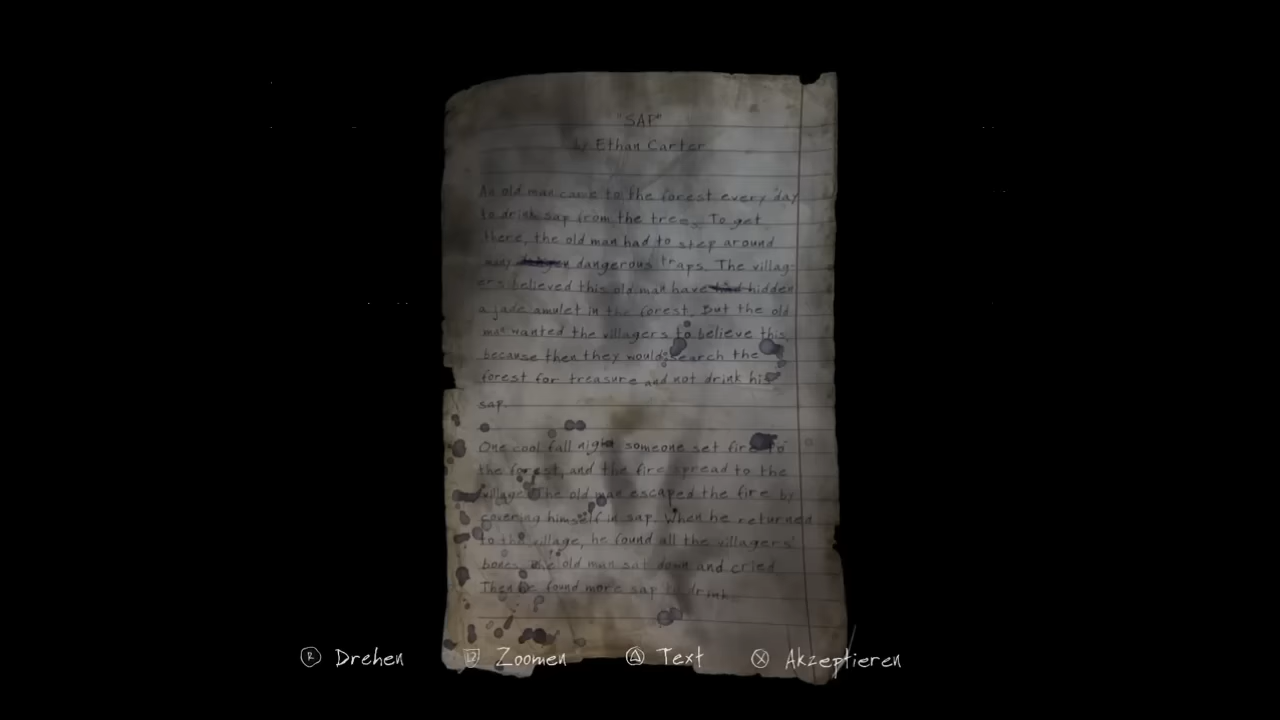 "SAP"
by Ethan Carter
An old man came to the forest every day
to drink sap from the trees. To get
there, the old man had to step around
many dangerous traps. The villag-
ers believed this old man have hidden
a jade amulet in the forest. But the old
man wanted the villagers to believe this,
because then they would search the
forest for treasure and not drink his
sap.
One cool fall night someone set fire to
the forest, and the fire spread to the
village. The old man escaped the fire by
covering himself in sap. When he returned
to the village, he found all the villagers'
bones. The old man sat down and cried
Then he found more sap to drink.
R Drehen
R2 Zoomen
Text
Akzeptieren